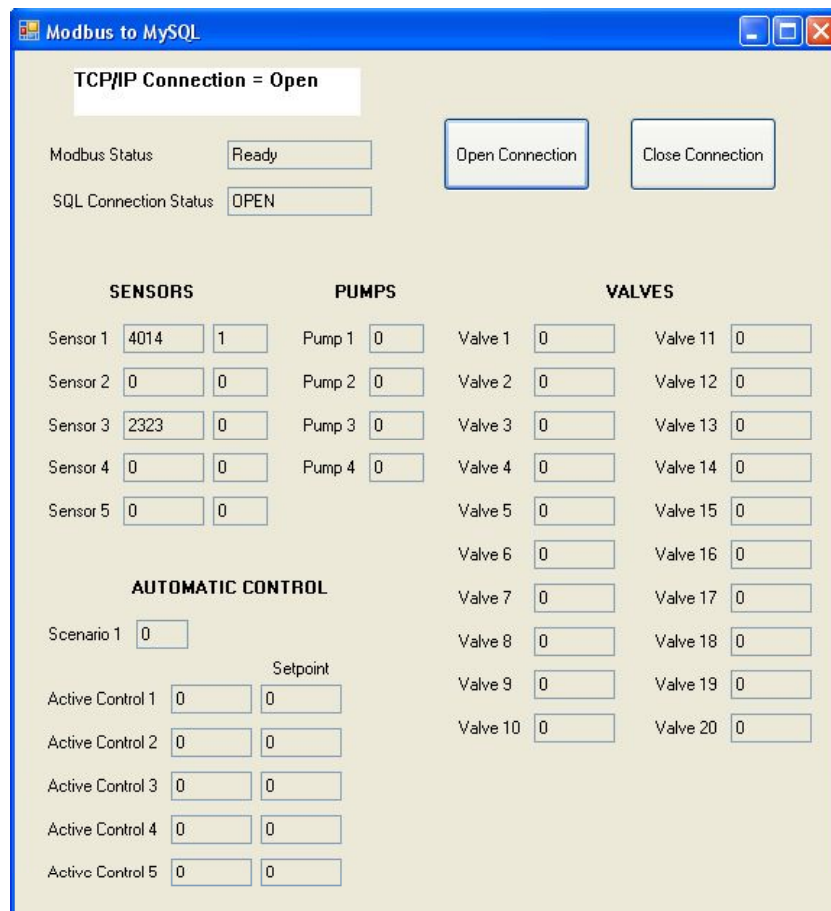 Modbus to MySQL
TCP/IP Connection = Open
Modbus Status Ready Open Connection Close Connection
SQL Connection Status OPEN
SENSORS PUMPS VALVES
Sensor 1 4014 1 Pump 1 0 Valve 1 0 Valve 11 0
Sensor 2 0 0 Pump 2 0 Valve 2 0 Valve 12 0
Sensor 3 2323 0 Pump 3 0 Valve 3 0 Valve 13 0
Sensor 4 0 0 Pump 4 0 Valve 4 0 Valve 14 0
Sensor 5 0 0 Valve 5 0 Valve 15 0
Valve 6 0 Valve 16 0
AUTOMATIC CONTROL Valve 7 0 Valve 17 0
Scenario 1 0 Valve 8 0 Valve 18 0
Setpoint
Active Control 1 0 0 Valve 9 0 Valve 19 0
Active Control 2 0 0 Valve 10 0 Valve 20 0
Active Control 3 0 0
Active Control 4 0 0
Active Control 5 0 0